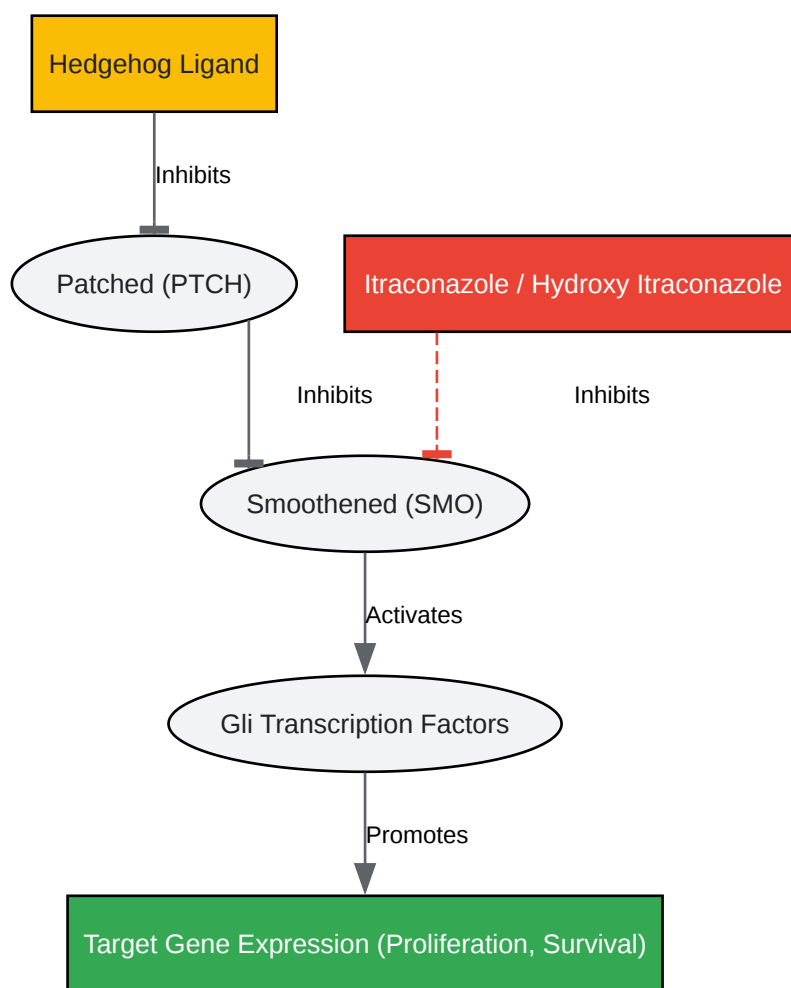 Hedgehog Ligand
Inhibits
Patched (PTCH)
Itraconazole / Hydroxy Itraconazole
Inhibits
Inhibits
Smoothened (SMO)
Activates
Gli Transcription Factors
Promotes
Target Gene Expression (Proliferation, Survival)